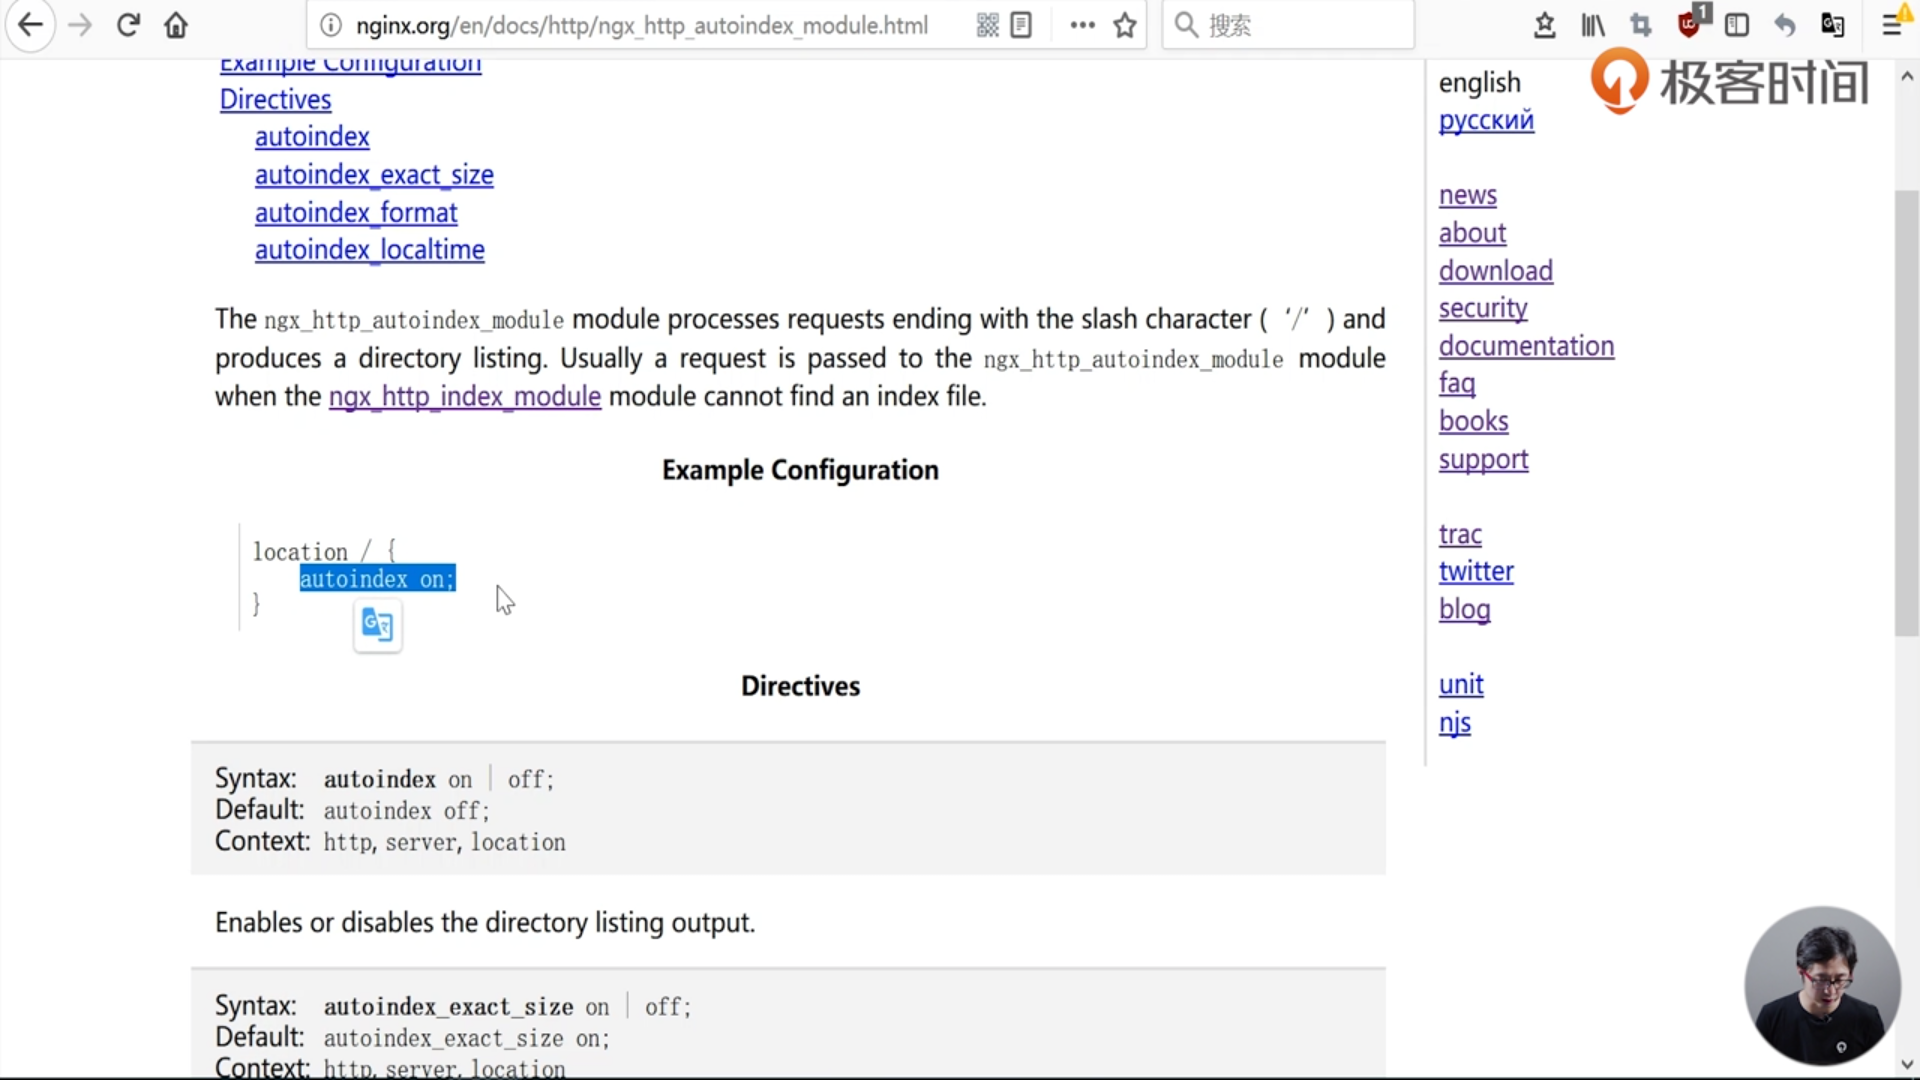 nginx.org/en/docs/http/ngx_http_autoindex_module.html
搜索
1
极客时间
Example Configuration
Directives
autoindex
autoindex_exact_size
autoindex_format
autoindex_localtime
The ngx_http_autoindex_module module processes requests ending with the slash character ( '/' ) and
produces a directory listing. Usually a request is passed to the ngx_http_autoindex_module module
when the ngx_http_index_module module cannot find an index file.
Example Configuration
location / {
autoindex on;
}
Directives
Syntax: autoindex on | off;
Default: autoindex off;
Context: http, server, location
Enables or disables the directory listing output.
Syntax: autoindex_exact_size on | off;
Default: autoindex_exact_size on;
Context: http, server, location
english
русский
news
about
download
security
documentation
faq
books
support
trac
twitter
blog
unit
njs